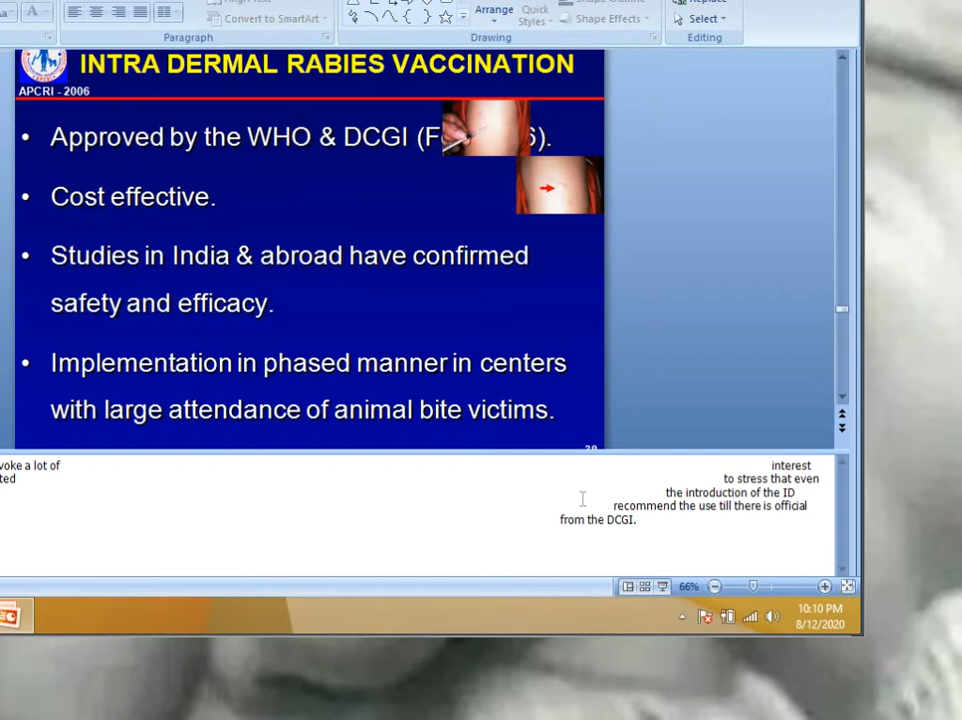 Convert to SmartArt
Arrange
Quick
Styles
Shape Effects
Select
Paragraph
Drawing
Editing
INTRA DERMAL RABIES VACCINATION
APCRI - 2006
• Approved by the WHO & DCGI
• Cost effective.
• Studies in India & abroad have confirmed
safety and efficacy.
• Implementation in phased manner in centers
with large attendance of animal bite victims.
voke a lot of interest
ted to stress that even
the introduction of the ID
recommend the use till there is official
from the DCGI.
66%
10:10 PM
8/12/2020